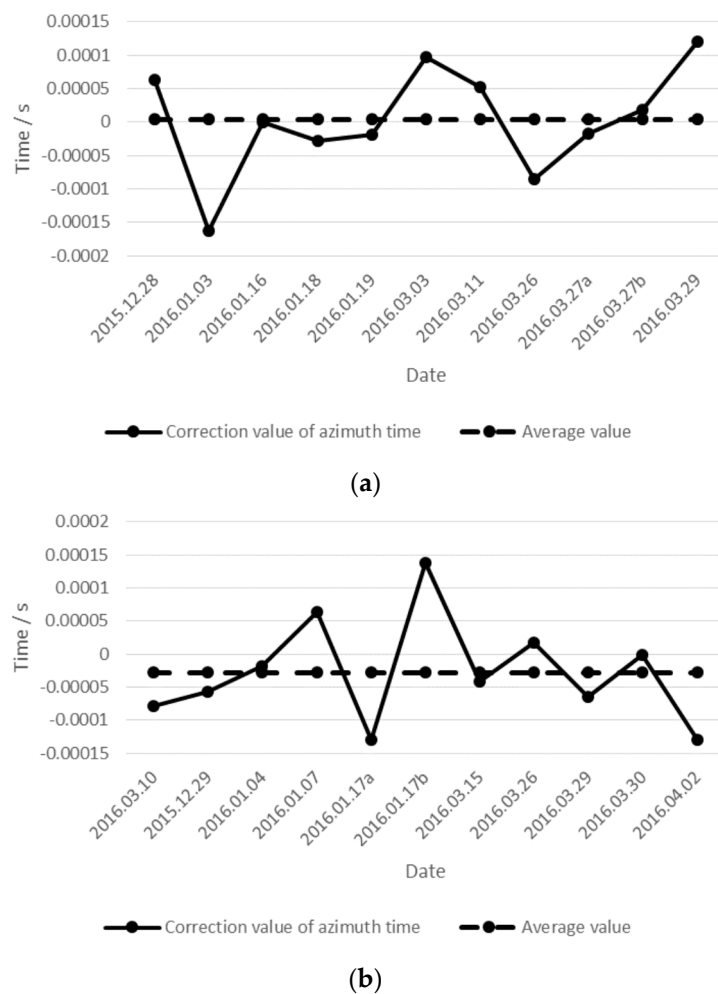 0.00015
0.0001
0.00005
0
-0.00005
-0.0001
-0.00015
-0.0002
Time / s
2015.12.28
2016.01.03
2016.01.16
2016.01.18
2016.01.19
2016.03.03
2016.03.11
2016.03.26
2016.03.27a
2016.03.27b
2016.03.29
Date
Correction value of azimuth time
Average value
(a)
0.0002
0.00015
0.0001
0.00005
0
-0.00005
-0.0001
-0.00015
Time / s
2016.03.10
2015.12.29
2016.01.04
2016.01.07
2016.01.17a
2016.01.17b
2016.03.15
2016.03.26
2016.03.29
2016.03.30
2016.04.02
Date
Correction value of azimuth time
Average value
(b)